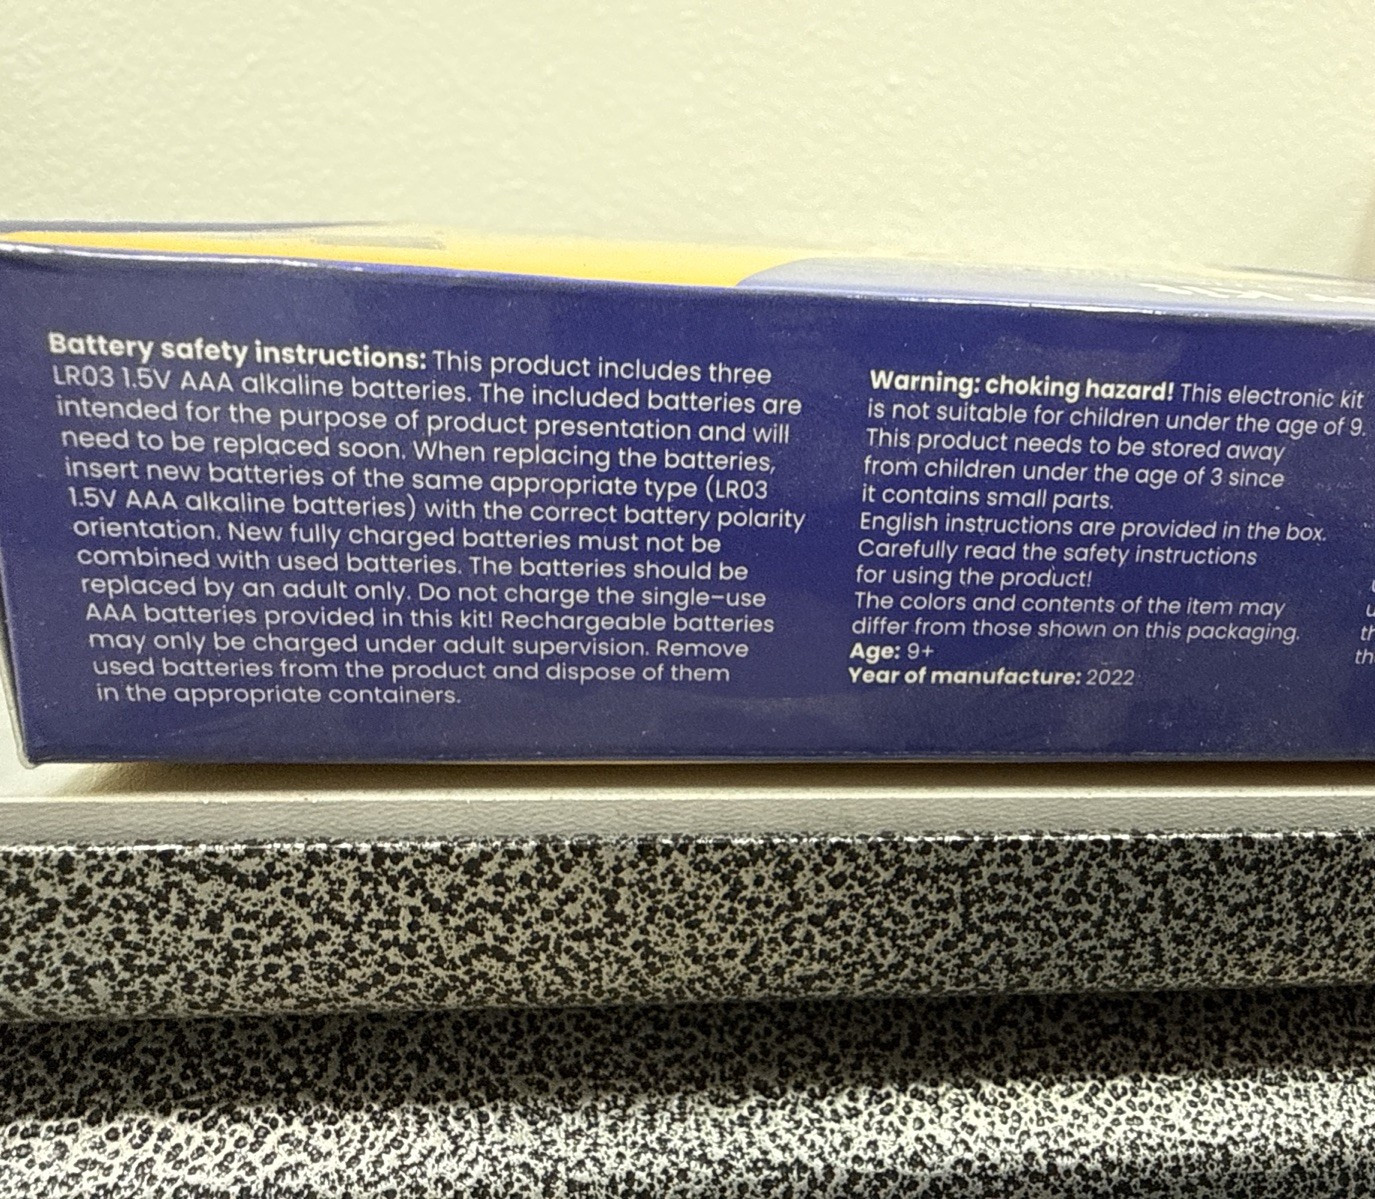 Battery safety instructions: This product includes three
LR03 1.5V AAA alkaline batteries. The included batteries are
intended for the purpose of product presentation and will
need to be replaced soon. When replacing the batteries,
insert new batteries of the same appropriate type (LR03
1.5V AAA alkaline batteries) with the correct battery polarity
orientation. New fully charged batteries must not be
combined with used batteries. The batteries should be
replaced by an adult only. Do not charge the single-use
AAA batteries provided in this kit! Rechargeable batteries
may only be charged under adult supervision. Remove
used batteries from the product and dispose of them
in the appropriate containers.
Warning: choking hazard! This electronic kit
is not suitable for children under the age of 9.
This product needs to be stored away
from children under the age of 3 since
it contains small parts.
English instructions are provided in the box.
Carefully read the safety instructions
for using the product!
The colors and contents of the item may
differ from those shown on this packaging.
Age: 9+
Year of manufacture: 2022